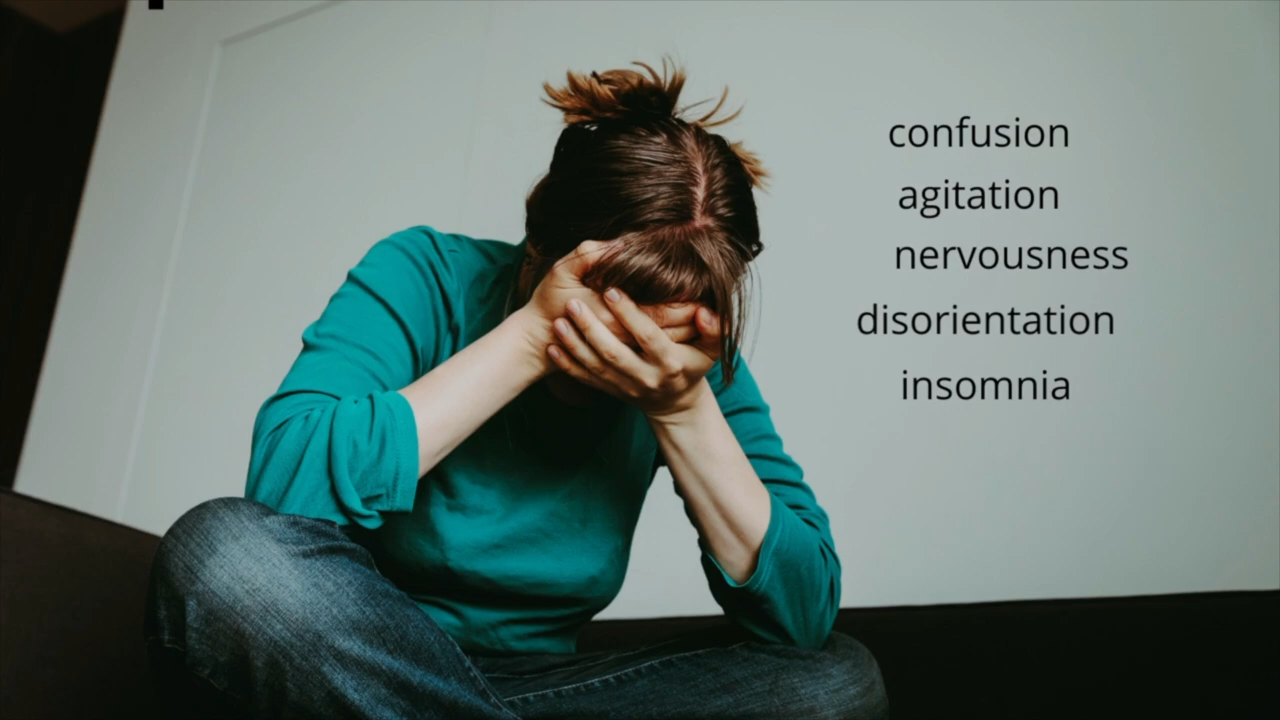 confusion
agitation
nervousness
disorientation
insomnia